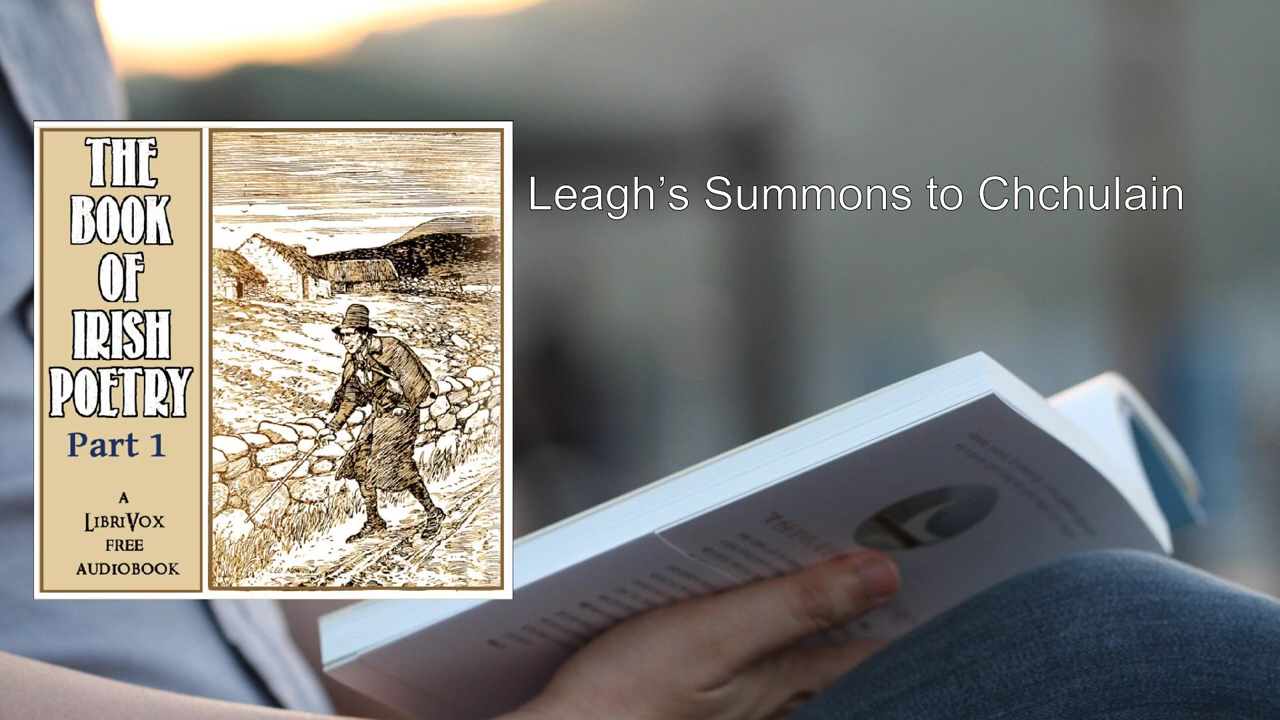 THE
BOOK
OF
IRISH
POETRY
Part 1
A
LIBRIVOX
FREE
AUDIOBOOK
Leagh’s Summons to Chchulain